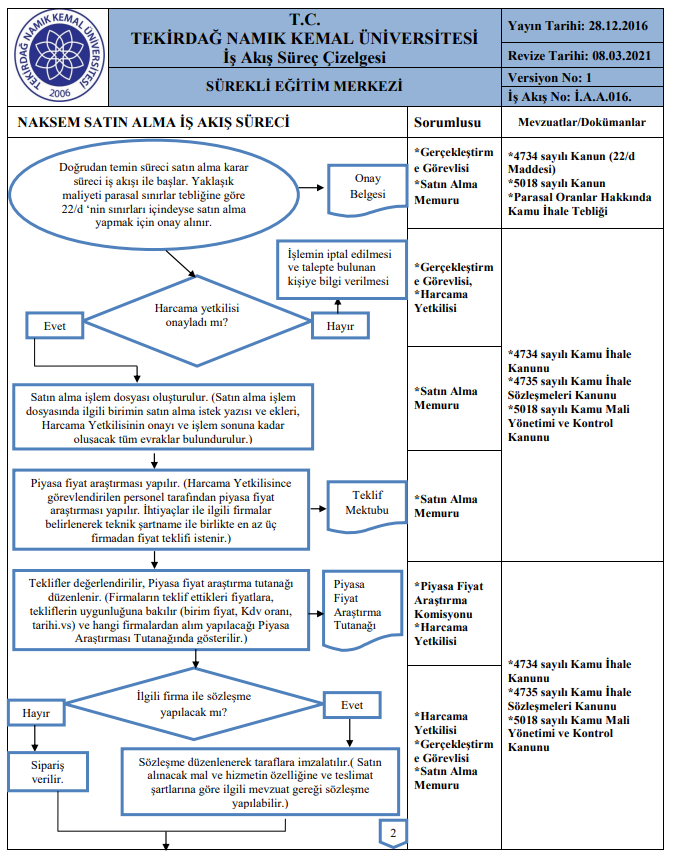 TEKİRDAĞ NAMIK KEMAL ÜNİVERSİTESİ
2006
T.C.
TEKİRDAĞ NAMIK KEMAL ÜNİVERSİTESİ
İş Akış Süreç Çizelgesi
SÜREKLİ EĞİTİM MERKEZİ
Yayın Tarihi: 28.12.2016
Revize Tarihi: 08.03.2021
Versiyon No: 1
İş Akış No: İ.A.A.016.
NAKSEM SATIN ALMA İŞ AKIŞ SÜRECİ
Sorumlusu
Mevzuatlar/Dokümanlar
Doğrudan temin süreci satın alma karar
süreci iş akışı ile başlar. Yaklaşık
maliyeti parasal sınırlar tebliğine göre
22/d ‘nin sınırları içindeyse satın alma
yapmak için onay alınır.
Onay
Belgesi
*Gerçekleştirm
e Görevlisi
*Satın Alma
Memuru
*4734 sayılı Kanun (22/d
Maddesi)
*5018 sayılı Kanun
*Parasal Oranlar Hakkında
Kamu İhale Tebliği
İşlemin iptal edilmesi
ve talepte bulunan
kişiye bilgi verilmesi
Harcama yetkilisi
onayladı mı?
Evet
Hayır
*Gerçekleştirm
e Görevlisi,
*Harcama
Yetkilisi
Satın alma işlem dosyası oluşturulur. (Satın alma işlem
dosyasında ilgili birimin satın alma istek yazısı ve ekleri,
Harcama Yetkilisinin onayı ve işlem sonuna kadar
oluşacak tüm evraklar bulundurulur.)
*Satın Alma
Memuru
*4734 sayılı Kamu İhale
Kanunu
*4735 sayılı Kamu İhale
Sözleşmeleri Kanunu
*5018 sayılı Kamu Mali
Yönetimi ve Kontrol
Kanunu
Piyasa fiyat araştırması yapılır. (Harcama Yetkilisince
görevlendirilen personel tarafından piyasa fiyat
araştırması yapılır. İhtiyaçlar ile ilgili firmalar
belirlenerek teknik şartname ile birlikte en az üç
firmadan fiyat teklifi istenir.)
Teklif
Mektubu
*Satın Alma
Memuru
Teklifler değerlendirilir, Piyasa fiyat araştırma tutanağı
düzenlenir. (Firmaların teklif ettikleri fiyatlara,
tekliflerin uygunluğuna bakılır (birim fiyat, Kdv oranı,
tarihi.vs) ve hangi firmalardan alım yapılacağı Piyasa
Araştırması Tutanağında gösterilir.)
Piyasa
Fiyat
Araştırma
Tutanağı
*Piyasa Fiyat
Araştırma
Komisyonu
*Harcama
Yetkilisi
İlgili firma ile sözleşme
yapılacak mı?
Hayır
Evet
Sipariş
verilir.
Sözleşme düzenlenerek taraflara imzalatılır.( Satın
alınacak mal ve hizmetin özelliğine ve teslimat
şartlarına göre ilgili mevzuat gereği sözleşme
yapılabilir.)
*Harcama
Yetkilisi
*Gerçekleştirm
e Görevlisi
*Satın Alma
Memuru
*4734 sayılı Kamu İhale
Kanunu
*4735 sayılı Kamu İhale
Sözleşmeleri Kanunu
*5018 sayılı Kamu Mali
Yönetimi ve Kontrol
Kanunu
2